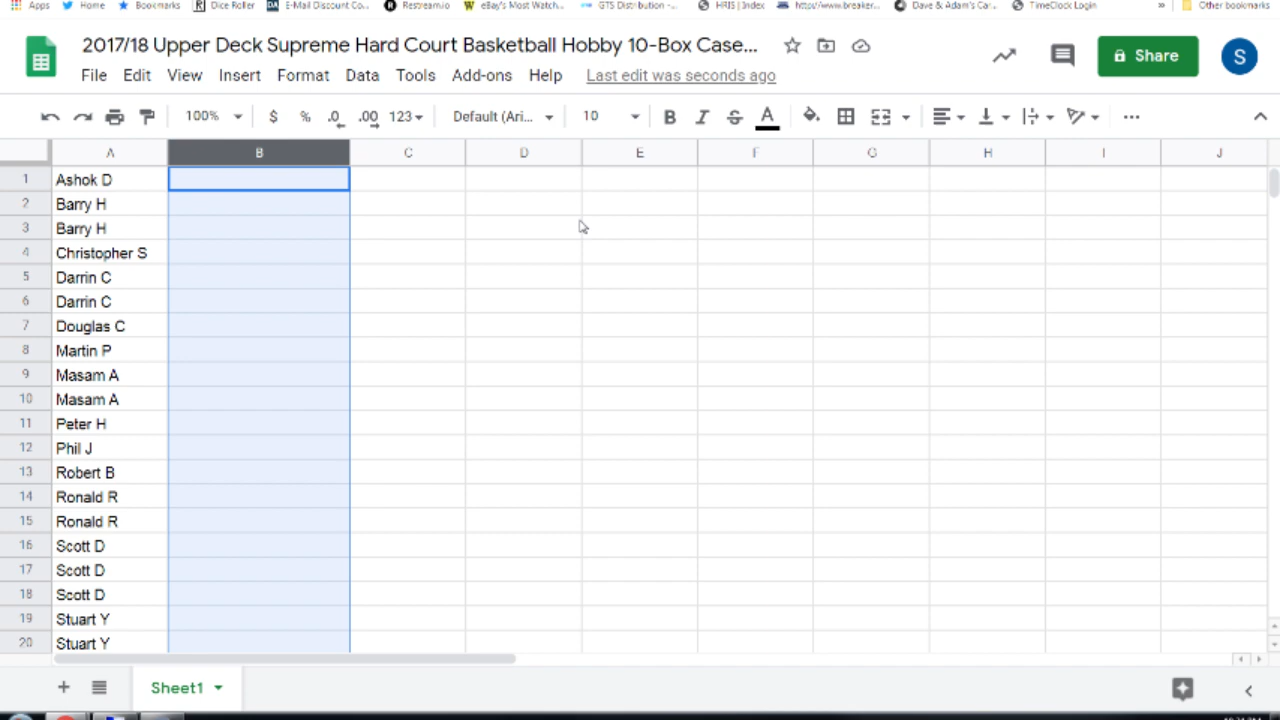 Apps Home Bookmarks Dice Roller E-Mail Discount Co... Restream.io eBay's Most Watch... GTS Distribution -... HRIS | Index http://www.breaker... Dave & Adam's Car... TimeClock Login » Other bookmarks
2017/18 Upper Deck Supreme Hard Court Basketball Hobby 10-Box Case...
Share
S
File Edit View Insert Format Data Tools Add-ons Help Last edit was seconds ago
100% $ % .0 .00 123 Default (Ari... 10 B I S A
A B C D E F G H I J
1 Ashok D
2 Barry H
3 Barry H
4 Christopher S
5 Darrin C
6 Darrin C
7 Douglas C
8 Martin P
9 Masam A
10 Masam A
11 Peter H
12 Phil J
13 Robert B
14 Ronald R
15 Ronald R
16 Scott D
17 Scott D
18 Scott D
19 Stuart Y
20 Stuart Y
Sheet1